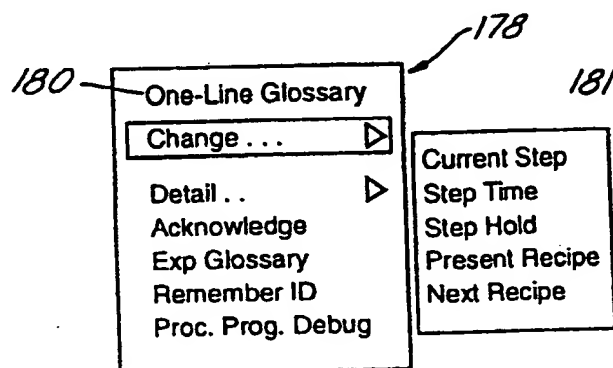 178
180
181
One-Line Glossary
Change . . .
Detail . .
Acknowledge
Exp Glossary
Remember ID
Proc. Prog. Debug
Current Step
Step Time
Step Hold
Present Recipe
Next Recipe